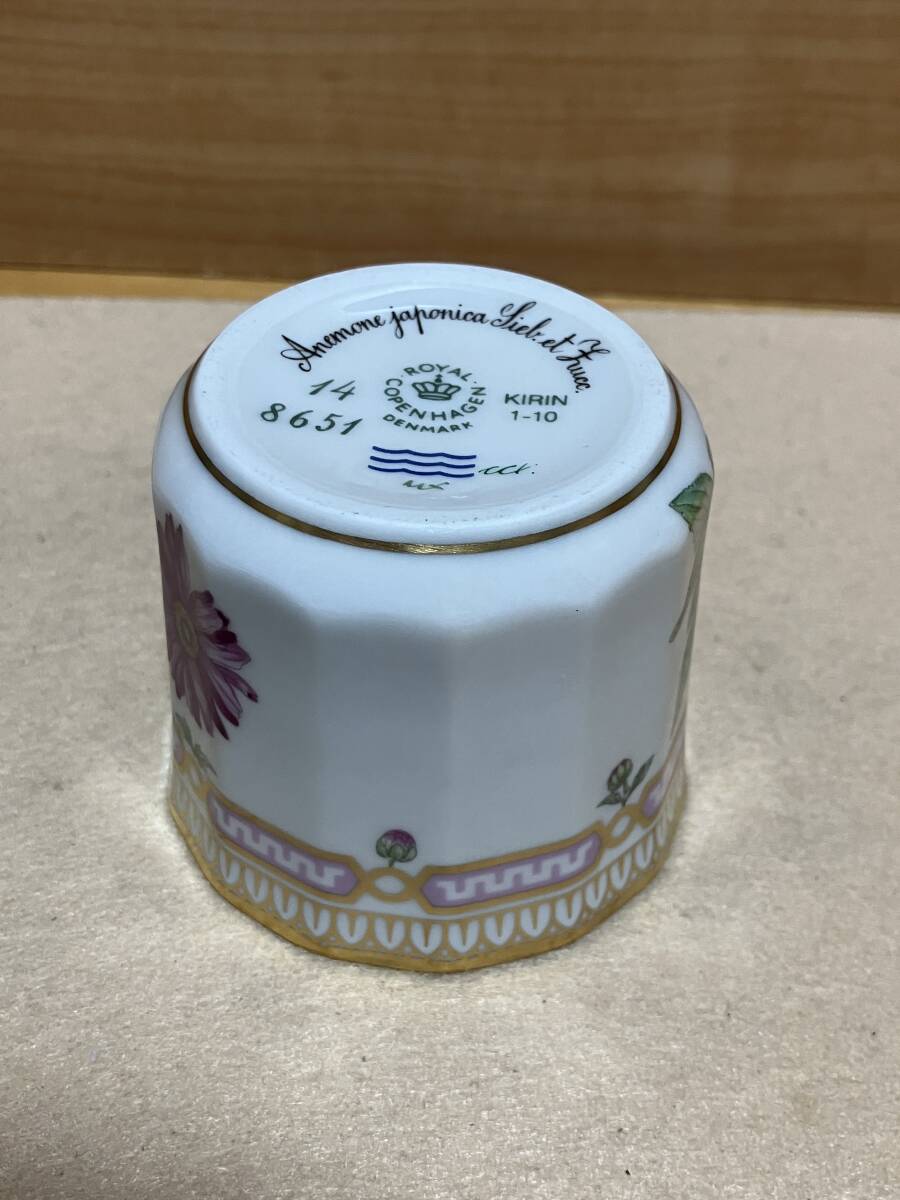 Anemone japonica Sieb. et Zucc.
ROYAL
COPENHAGEN
DENMARK
14
8651
KIRIN
1-10